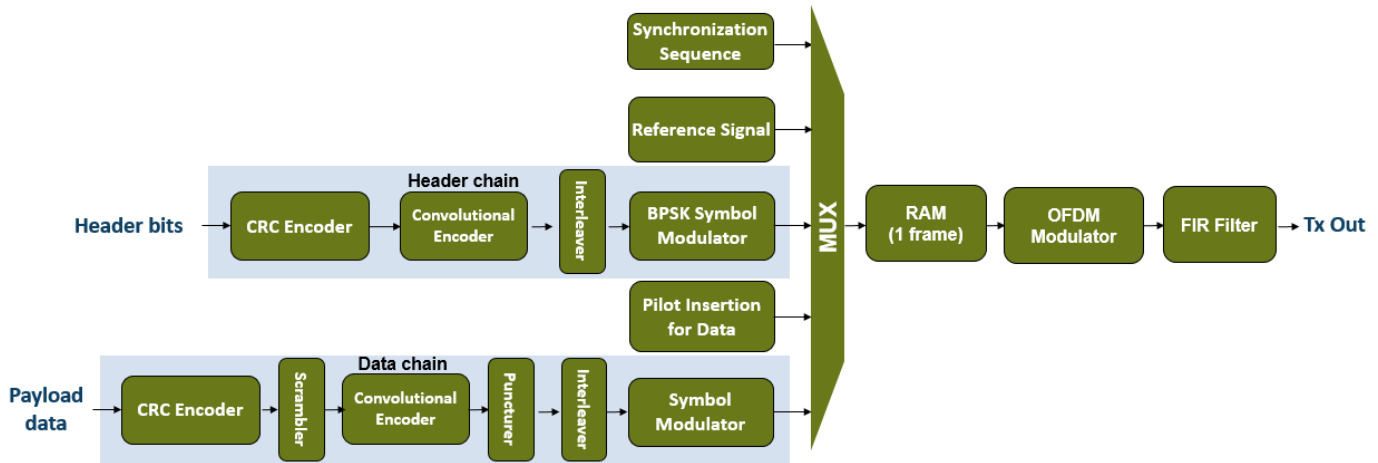 Synchronization
Sequence
Reference Signal
Header chain
Header bits
CRC Encoder
Convolutional
Encoder
Interleaver
BPSK Symbol
Modulator
Pilot Insertion
for Data
Data chain
Payload
data
CRC Encoder
Scrambler
Convolutional
Encoder
Puncturer
Interleaver
Symbol
Modulator
MUX
RAM
(1 frame)
OFDM
Modulator
FIR Filter
Tx Out